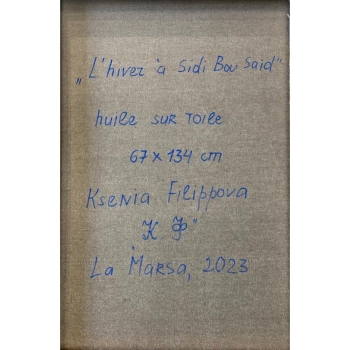 „L'hiver à Sidi Bou Said"
huile sur toile
67 x 134 cm
Ksenia Filippova
К Ф"
La Marsa, 2023